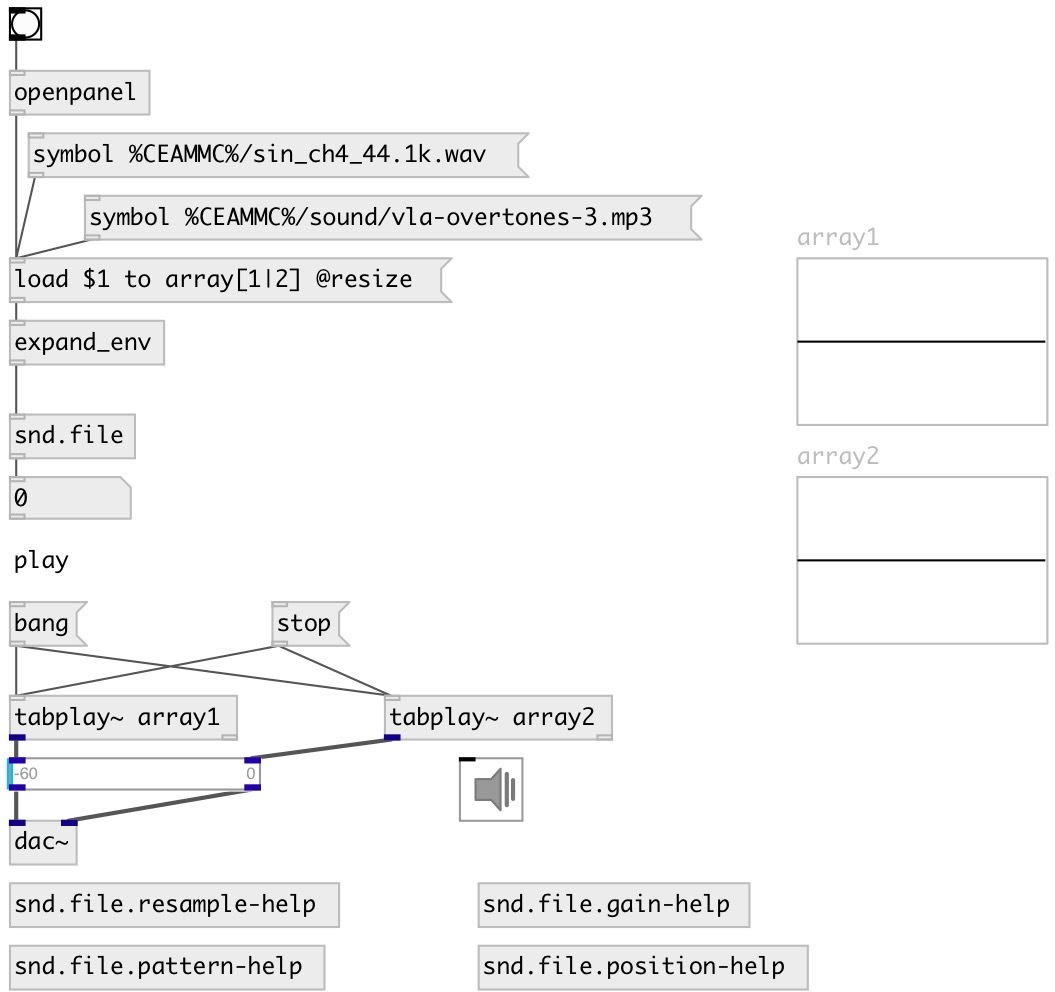 openpanel
symbol %CEAMMC%/sin_ch4_44.1k.wav
symbol %CEAMMC%/sound/vla-overtones-3.mp3
array1
load $1 to array[1|2] @resize
expand_env
snd.file
array2
0
play
bang
stop
tabplay~ array1
tabplay~ array2
-60 0
dac~
snd.file.resample-help
snd.file.gain-help
snd.file.pattern-help
snd.file.position-help